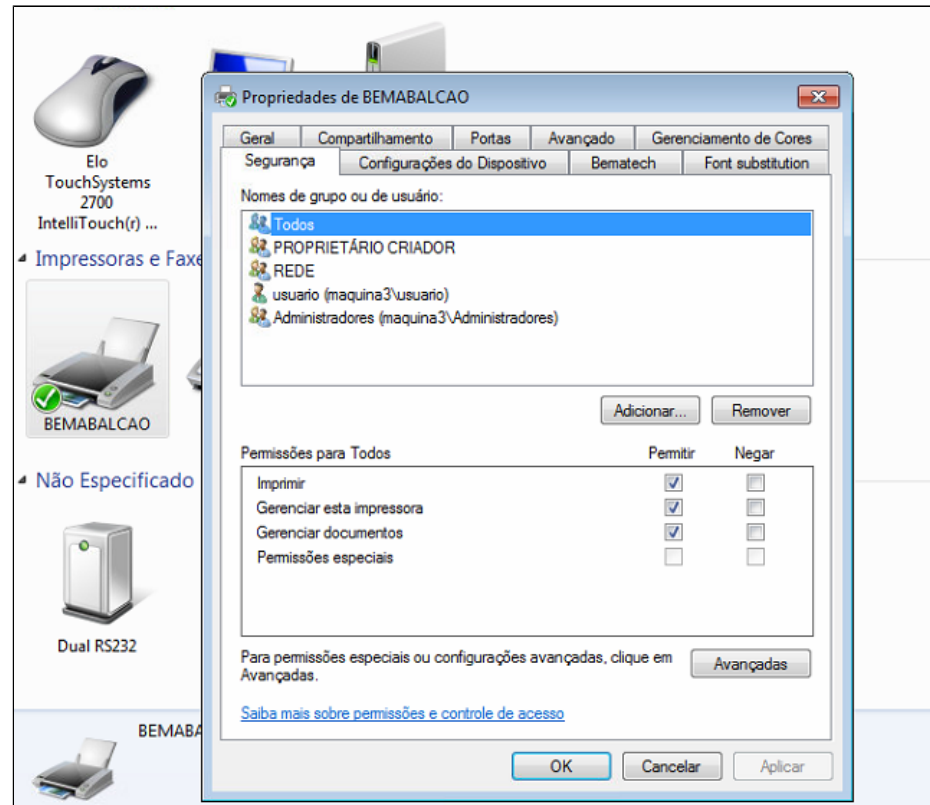 Elo
TouchSystems
2700
IntelliTouch(r) ...
Impressoras e Faxe
BEMABALCAO
Não Especificado
Dual RS232
BEMABA
Propriedades de BEMABALCAO
Geral
Compartilhamento
Portas
Avançado
Gerenciamento de Cores
Segurança
Configurações do Dispositivo
Bematech
Font substitution
Nomes de grupo ou de usuário:
Todos
PROPRIETÁRIO CRIADOR
REDE
usuario (maquina3\usuario)
Administradores (maquina3\Administradores)
Adicionar...
Remover
Permissões para Todos
Permitir
Negar
Imprimir
Gerenciar esta impressora
Gerenciar documentos
Permissões especiais
Para permissões especiais ou configurações avançadas, clique em
Avançadas.
Avançadas
Saiba mais sobre permissões e controle de acesso
OK
Cancelar
Aplicar